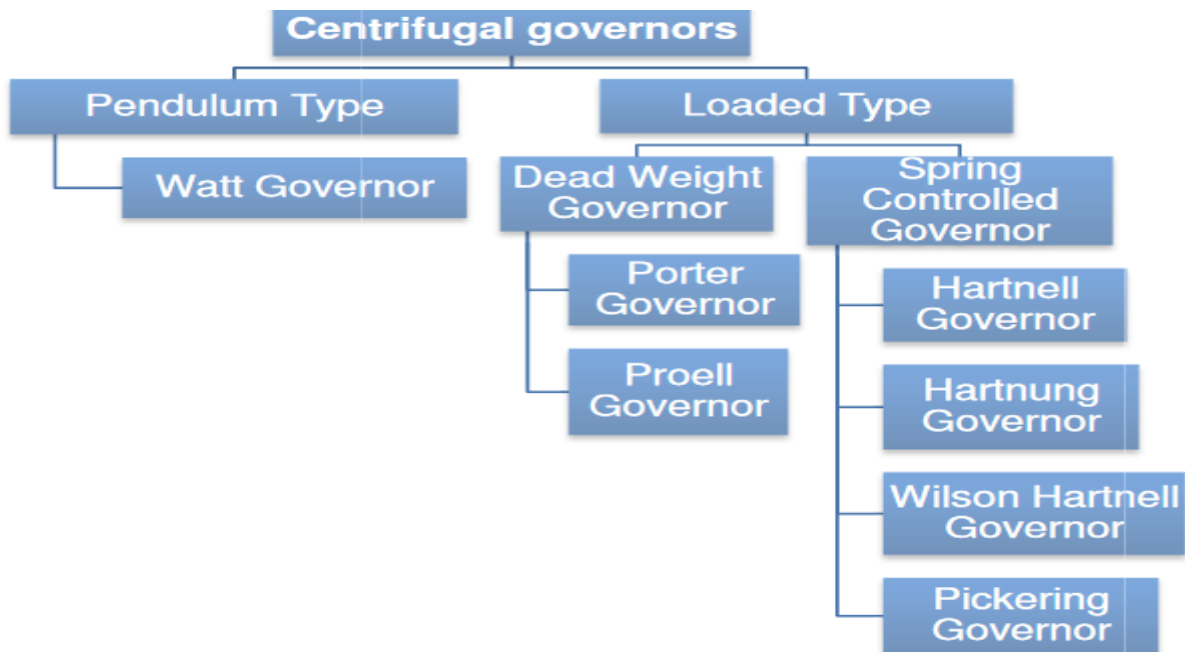 Centrifugal governors
Pendulum Type
Loaded Type
Watt Governor
Dead Weight
Governor
Porter
Governor
Proell
Governor
Spring
Controlled
Governor
Hartnell
Governor
Hartnung
Governor
Wilson Hartnell
Governor
Pickering
Governor